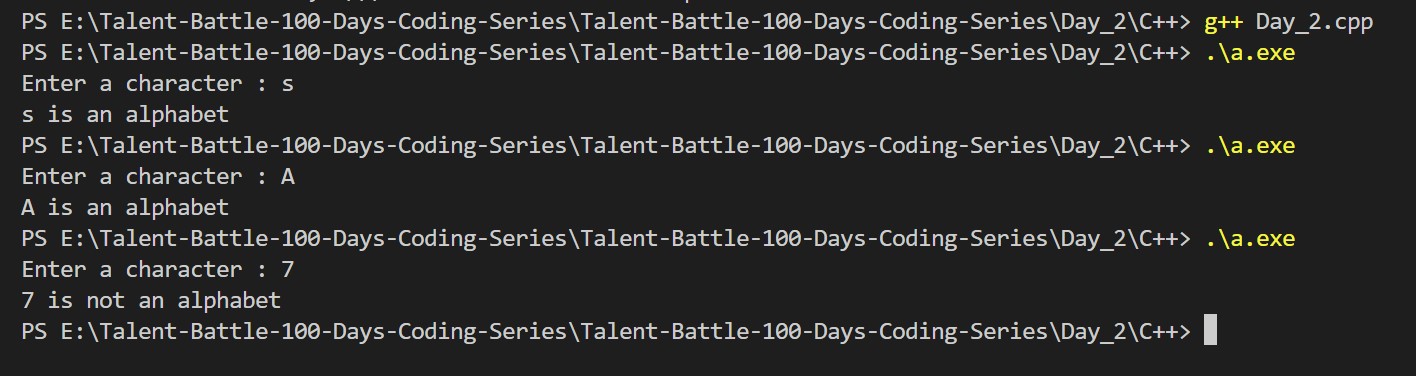 PS E:\Talent-Battle-100-Days-Coding-Series\Talent-Battle-100-Days-Coding-Series\Day_2\C++> g++ Day_2.cpp
PS E:\Talent-Battle-100-Days-Coding-Series\Talent-Battle-100-Days-Coding-Series\Day_2\C++> .\a.exe
Enter a character : s
s is an alphabet
PS E:\Talent-Battle-100-Days-Coding-Series\Talent-Battle-100-Days-Coding-Series\Day_2\C++> .\a.exe
Enter a character : A
A is an alphabet
PS E:\Talent-Battle-100-Days-Coding-Series\Talent-Battle-100-Days-Coding-Series\Day_2\C++> .\a.exe
Enter a character : 7
7 is not an alphabet
PS E:\Talent-Battle-100-Days-Coding-Series\Talent-Battle-100-Days-Coding-Series\Day_2\C++>